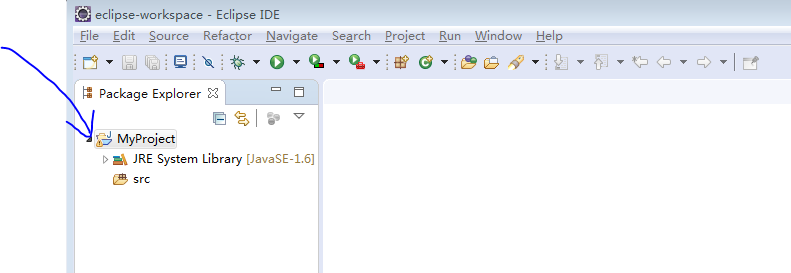 eclipse-workspace - Eclipse IDE
File Edit Source Refactor Navigate Search Project Run Window Help
Package Explorer
MyProject
JRE System Library [JavaSE-1.6]
src